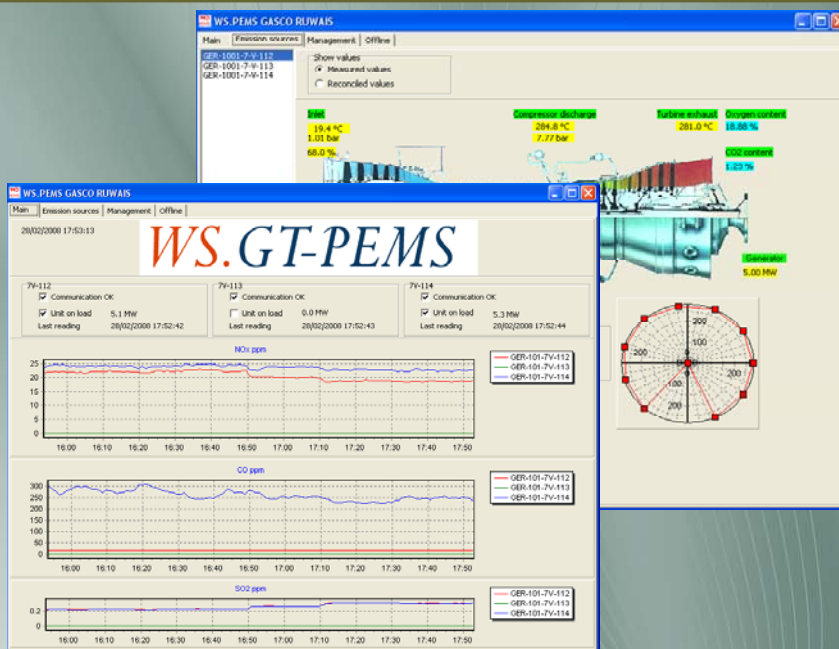 WS.PEMS GASCO RUWAIS
Main Emission sources Management Offline
GER-1001-7-V-112
GER-1001-7-V-113
GER-1001-7-V-114
Show values
Measured values
Reconciled values
Inlet
19.4 °C
1.01 bar
68.0 %
Compressor discharge
284.8 °C
7.77 bar
Turbine exhaust
281.0 °C
Oxygen content
18.88 %
CO2 content
1.23 %
Generator
5.00 MW
200
100
200
200
100
200
WS.PEMS GASCO RUWAIS
Main Emission sources Management Offline
28/02/2008 17:53:13
WS.GT-PEMS
7V-112
Communication OK
Unit on load 5.1 MW
Last reading 28/02/2008 17:52:42
7V-113
Communication OK
Unit on load 0.0 MW
Last reading 28/02/2008 17:52:43
7V-114
Communication OK
Unit on load 5.3 MW
Last reading 28/02/2008 17:52:44
NOx ppm
25
20
15
10
5
0
16:00 16:10 16:20 16:30 16:40 16:50 17:00 17:10 17:20 17:30 17:40 17:50
GER-101-7V-112
GER-101-7V-113
GER-101-7V-114
CO ppm
300
250
200
150
100
50
0
16:00 16:10 16:20 16:30 16:40 16:50 17:00 17:10 17:20 17:30 17:40 17:50
GER-101-7V-112
GER-101-7V-113
GER-101-7V-114
SO2 ppm
0.2
0
16:00 16:10 16:20 16:30 16:40 16:50 17:00 17:10 17:20 17:30 17:40 17:50
GER-101-7V-112
GER-101-7V-113
GER-101-7V-114